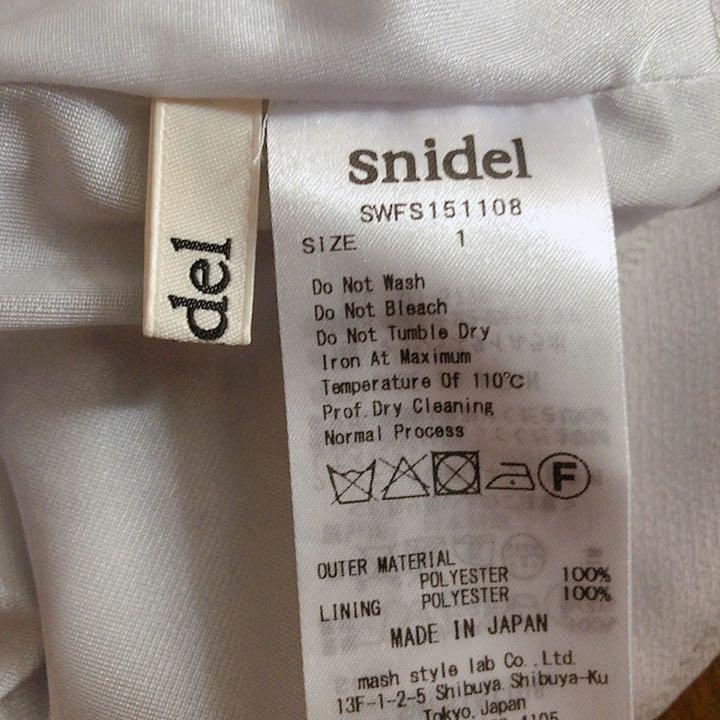 del
snidel
SWFS151108
SIZE 1
Do Not Wash
Do Not Bleach
Do Not Tumble Dry
Iron At Maximum
Temperature Of 110℃
Prof.Dry Cleaning
Normal Process
F
OUTER MATERIAL
POLYESTER 100%
LINING POLYESTER 100%
MADE IN JAPAN
mash style lab Co.,Ltd.
13F-1-2-5 Shibuya.Shibuya-Ku
Tokyo.Japan
4105